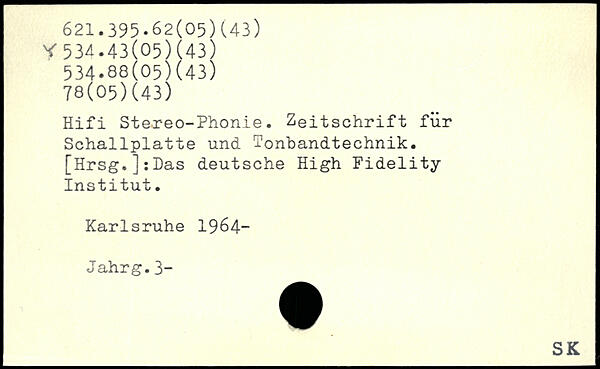 621.395.62(05)(43)
534.43(05)(43)
534.88(05)(43)
78(05)(43)
Hifi Stereo-Phonie. Zeitschrift für
Schallplatte und Tonbandtechnik.
[Hrsg.]:Das deutsche High Fidelity
Institut.
Karlsruhe 1964-
Jahrg.3-
SK